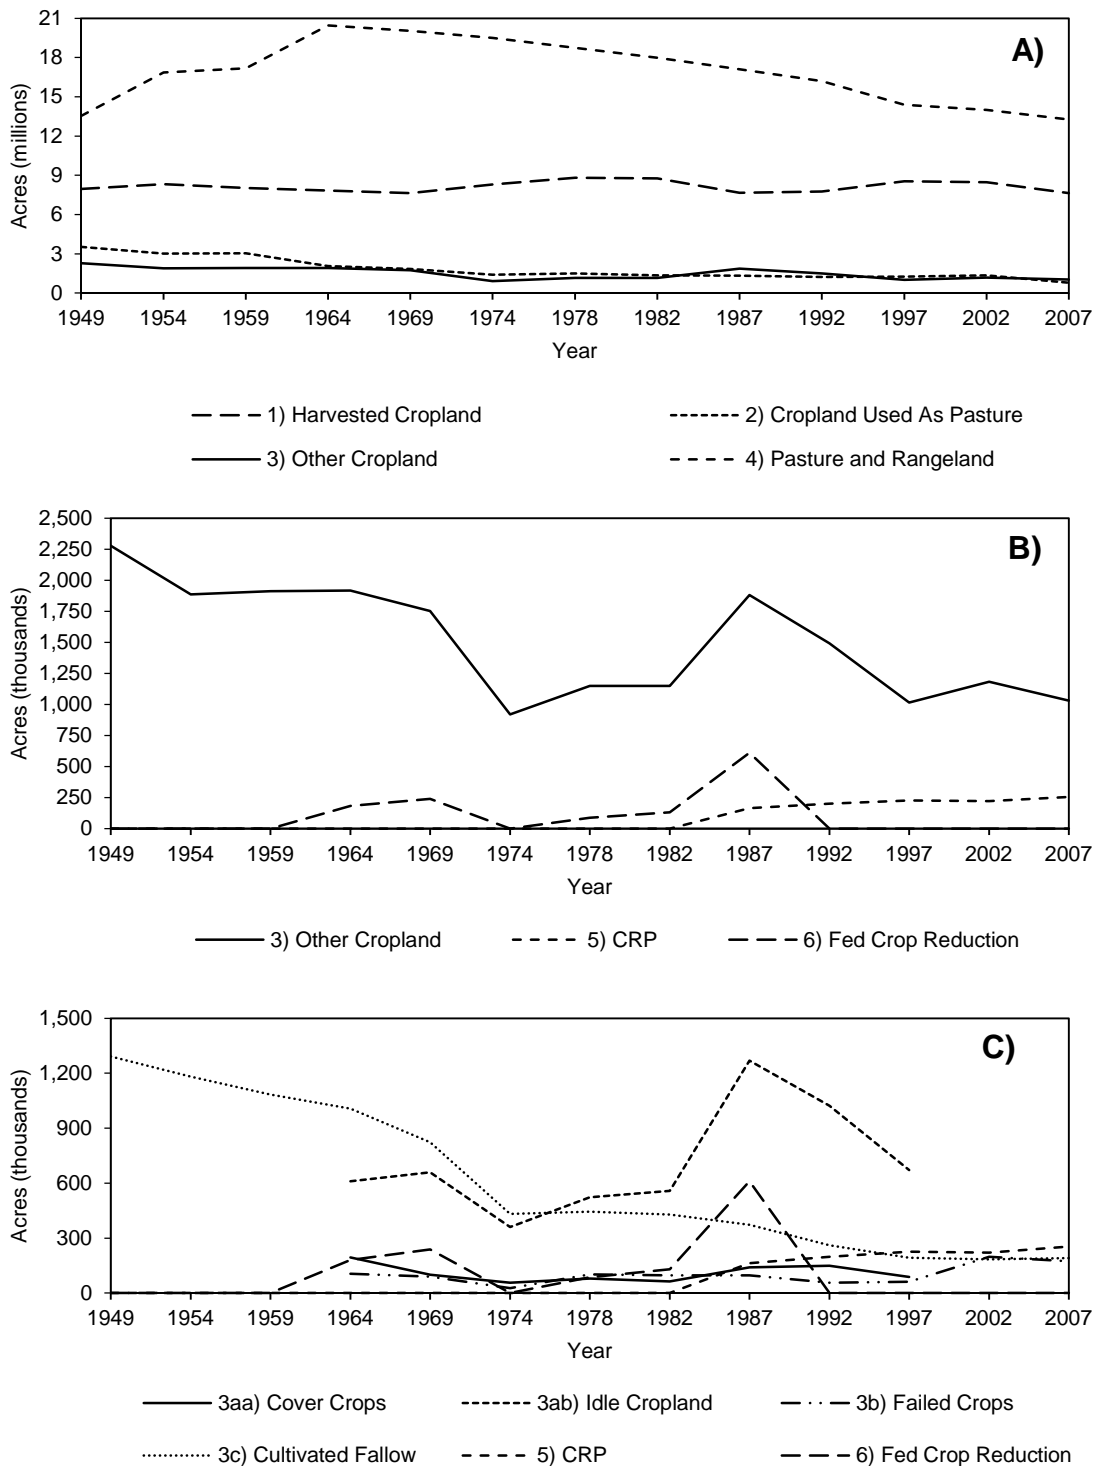 21
18
15
12
9
6
3
0
Acres (millions)
A)
1949 1954 1959 1964 1969 1974 1978 1982 1987 1992 1997 2002 2007
Year
1) Harvested Cropland 2) Cropland Used As Pasture
3) Other Cropland 4) Pasture and Rangeland
2,500
2,250
2,000
1,750
1,500
1,250
1,000
750
500
250
0
Acres (thousands)
B)
1949 1954 1959 1964 1969 1974 1978 1982 1987 1992 1997 2002 2007
Year
3) Other Cropland 5) CRP 6) Fed Crop Reduction
1,500
1,200
900
600
300
0
Acres (thousands)
C)
1949 1954 1959 1964 1969 1974 1978 1982 1987 1992 1997 2002 2007
Year
3aa) Cover Crops 3ab) Idle Cropland 3b) Failed Crops
3c) Cultivated Fallow 5) CRP 6) Fed Crop Reduction